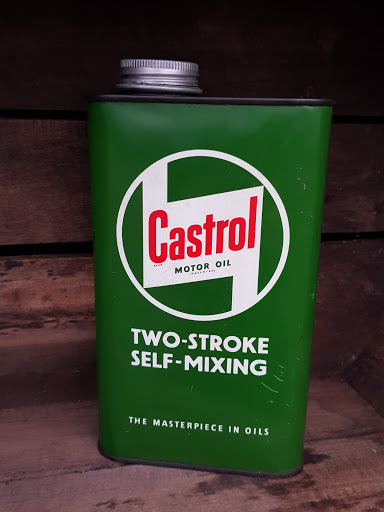 Castrol
MOTOR OIL
TWO-STROKE
SELF-MIXING
THE MASTERPIECE IN OILS